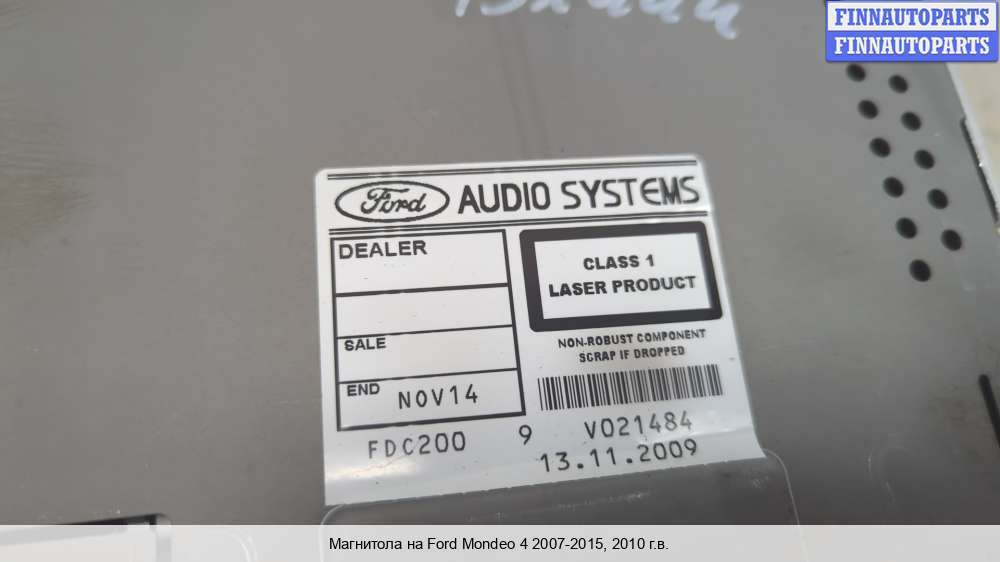 FINNAUTOPARTS
FINNAUTOPARTS
Ford AUDIO SYSTEMS
DEALER
CLASS 1
LASER PRODUCT
SALE
NON-ROBUST COMPONENT
SCRAP IF DROPPED
END NOV14
FDC200 9 V021484
13.11.2009
Магнитола на Ford Mondeo 4 2007-2015, 2010 г.в.